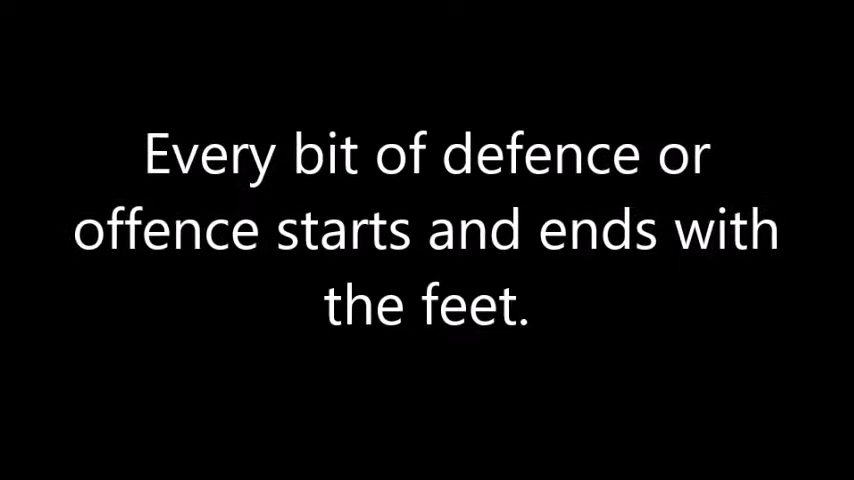 Every bit of defence or
offence starts and ends with
the feet.